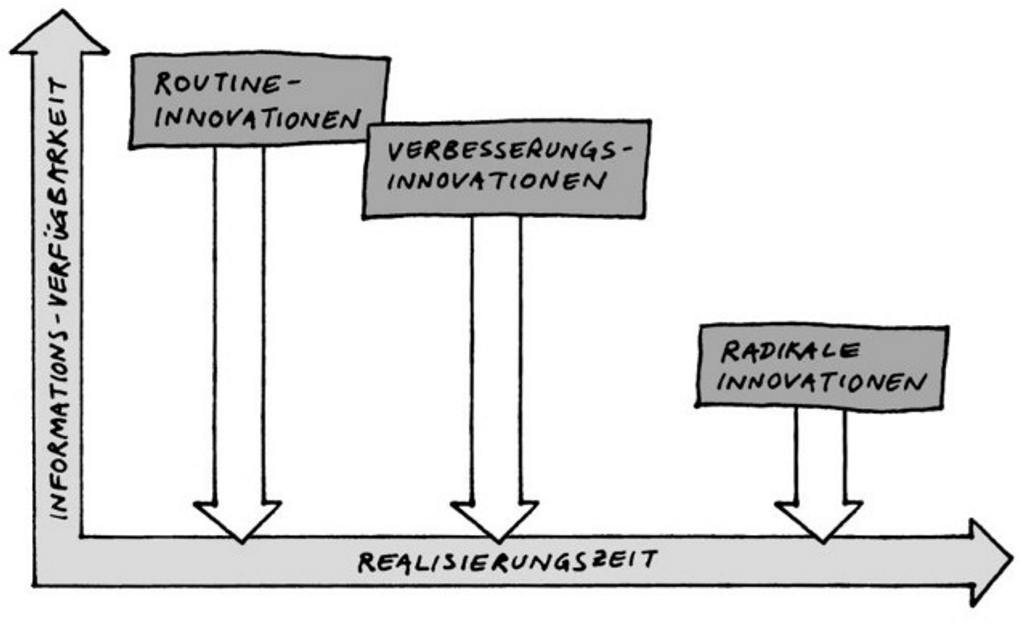 INFORMATIONS-VERFÜGBARKEIT
ROUTINE-
INNOVATIONEN
VERBESSERUNGS-
INNOVATIONEN
RADIKALE
INNOVATIONEN
REALISIERUNGSZEIT